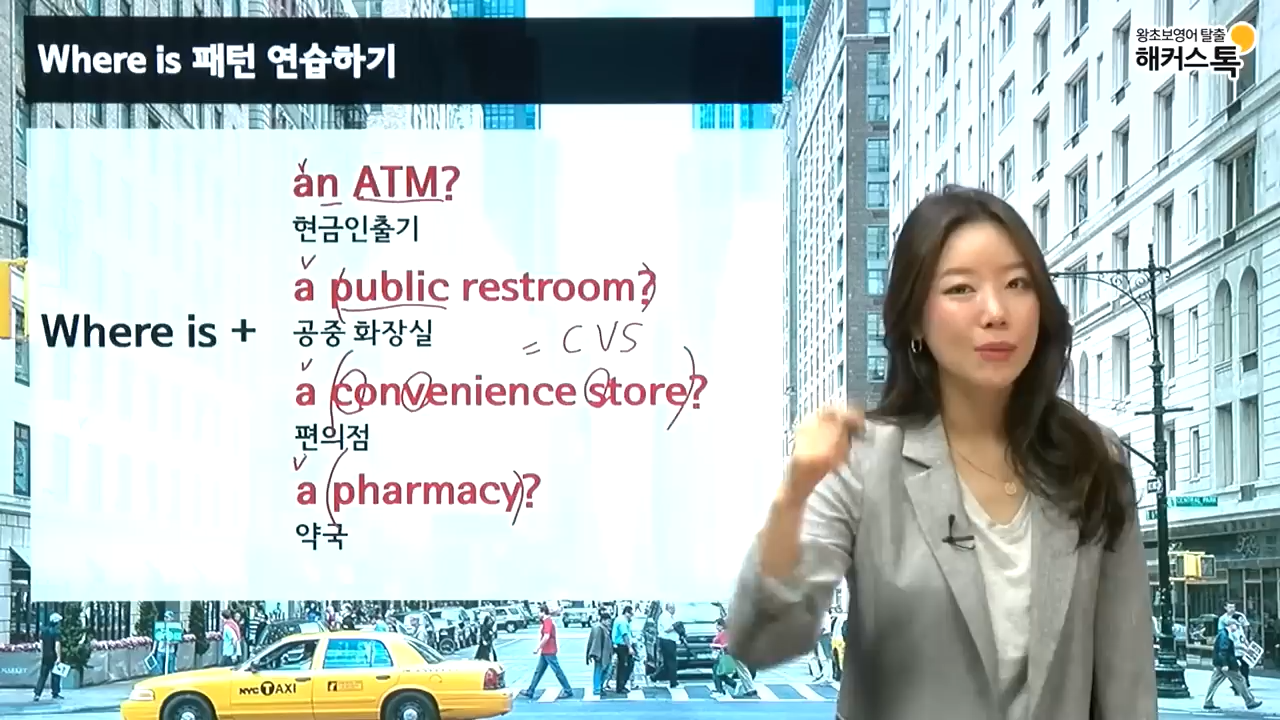 Where is 패턴 연습하기
왕초보영어 탈출
해커스톡
an ATM?
현금인출기
a public restroom?
Where is +
공중 화장실
= CVS
a convenience store?
편의점
a pharmacy?
약국
NYC TAXI
CENTRAL PARK